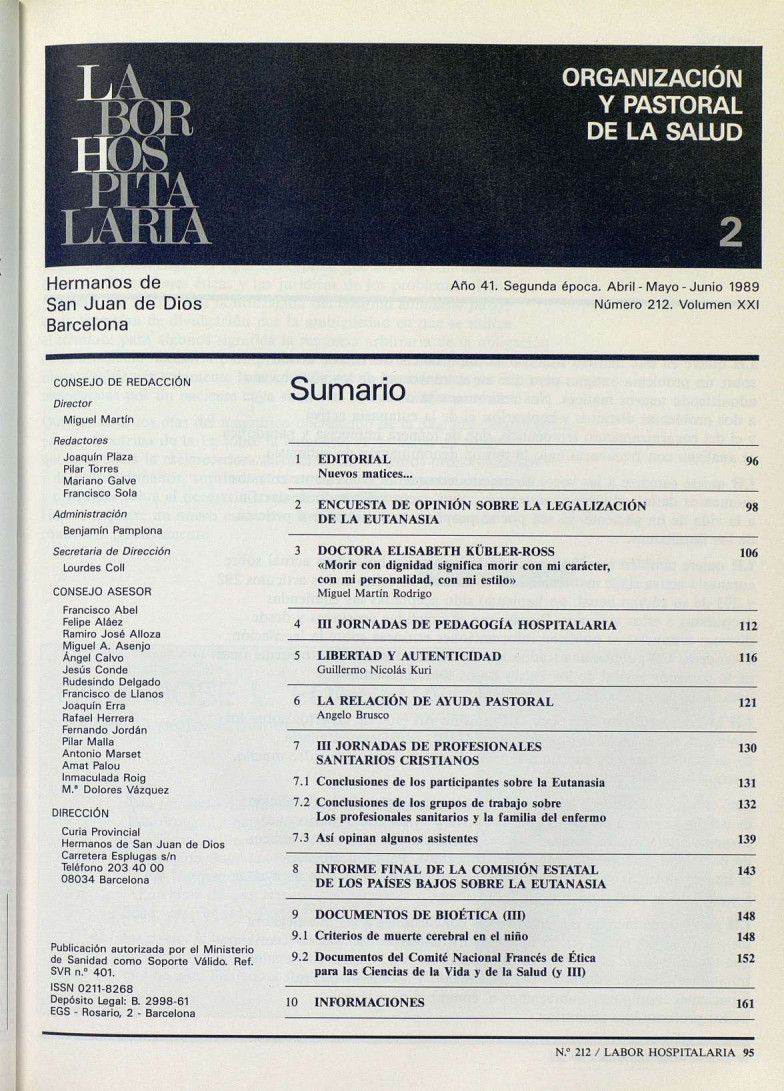 LA
BOR
HOS
PITA
LARIA
ORGANIZACIÓN
Y PASTORAL
DE LA SALUD
2
Hermanos de
San Juan de Dios
Barcelona
Año 41. Segunda época. Abril - Mayo - Junio 1989
Número 212. Volumen XXI
CONSEJO DE REDACCIÓN
Director
Miguel Martín
Redactores
Joaquín Plaza
Pilar Torres
Mariano Galve
Francisco Sola
Administración
Benjamín Pamplona
Secretaria de Dirección
Lourdes Coll
CONSEJO ASESOR
Francisco Abel
Felipe Aláez
Ramiro José Alloza
Miguel A. Asenjo
Ángel Calvo
Jesús Conde
Rudesindo Delgado
Francisco de Llanos
Joaquín Erra
Rafael Herrera
Fernando Jordán
Pilar Malla
Antonio Marset
Amat Palou
Inmaculada Roig
M.ª Dolores Vázquez
DIRECCIÓN
Curia Provincial
Hermanos de San Juan de Dios
Carretera Esplugas s/n
Teléfono 203 40 00
08034 Barcelona
Publicación autorizada por el Ministerio
de Sanidad como Soporte Válido. Ref.
SVR n.º 401.
ISSN 0211-8268
Depósito Legal: B. 2998-61
EGS - Rosario, 2 - Barcelona
Sumario
1 EDITORIAL 96
Nuevos matices...
2 ENCUESTA DE OPINIÓN SOBRE LA LEGALIZACIÓN 98
DE LA EUTANASIA
3 DOCTORA ELISABETH KÜBLER-ROSS 106
«Morir con dignidad significa morir con mi carácter,
con mi personalidad, con mi estilo»
Miguel Martín Rodrigo
4 III JORNADAS DE PEDAGOGÍA HOSPITALARIA 112
5 LIBERTAD Y AUTENTICIDAD 116
Guillermo Nicolás Kuri
6 LA RELACIÓN DE AYUDA PASTORAL 121
Angelo Brusco
7 III JORNADAS DE PROFESIONALES 130
SANITARIOS CRISTIANOS
7.1 Conclusiones de los participantes sobre la Eutanasia 131
7.2 Conclusiones de los grupos de trabajo sobre 132
Los profesionales sanitarios y la familia del enfermo
7.3 Así opinan algunos asistentes 139
8 INFORME FINAL DE LA COMISIÓN ESTATAL 143
DE LOS PAÍSES BAJOS SOBRE LA EUTANASIA
9 DOCUMENTOS DE BIOÉTICA (III) 148
9.1 Criterios de muerte cerebral en el niño 148
9.2 Documentos del Comité Nacional Francés de Ética 152
para las Ciencias de la Vida y de la Salud (y III)
10 INFORMACIONES 161
N.º 212 / LABOR HOSPITALARIA 95